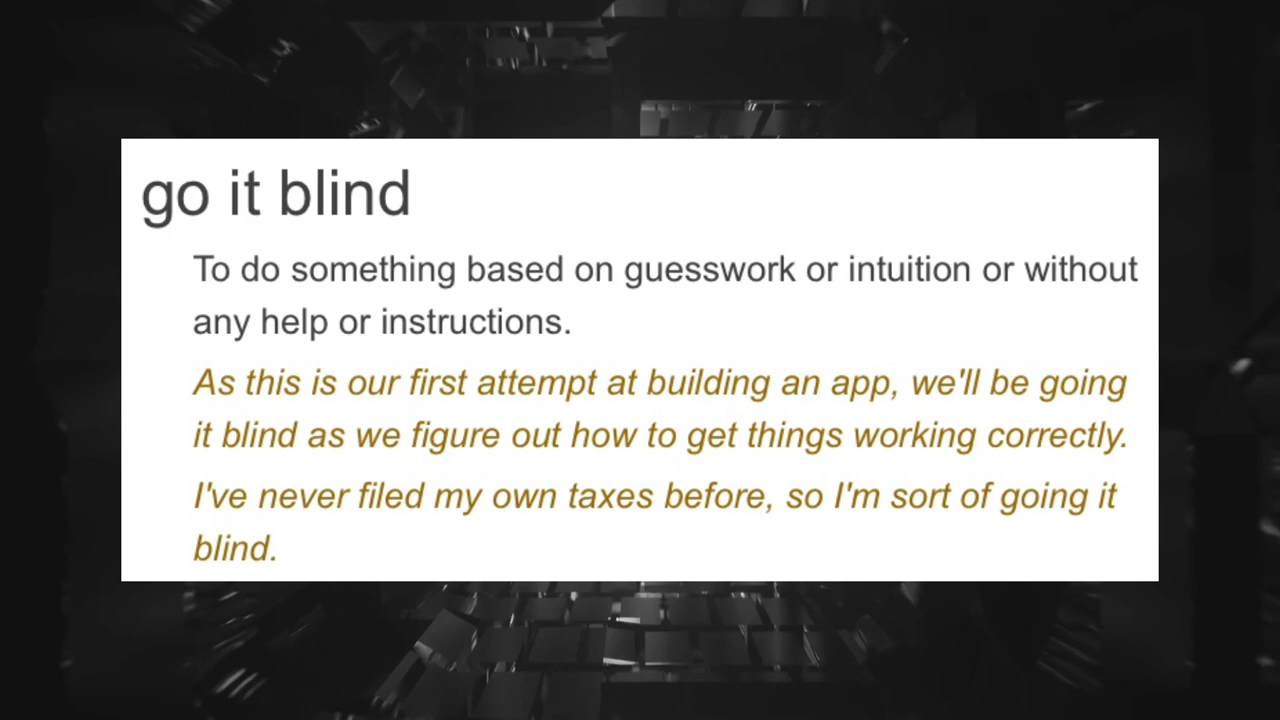 go it blind
To do something based on guesswork or intuition or without
any help or instructions.
As this is our first attempt at building an app, we'll be going
it blind as we figure out how to get things working correctly.
I've never filed my own taxes before, so I'm sort of going it
blind.